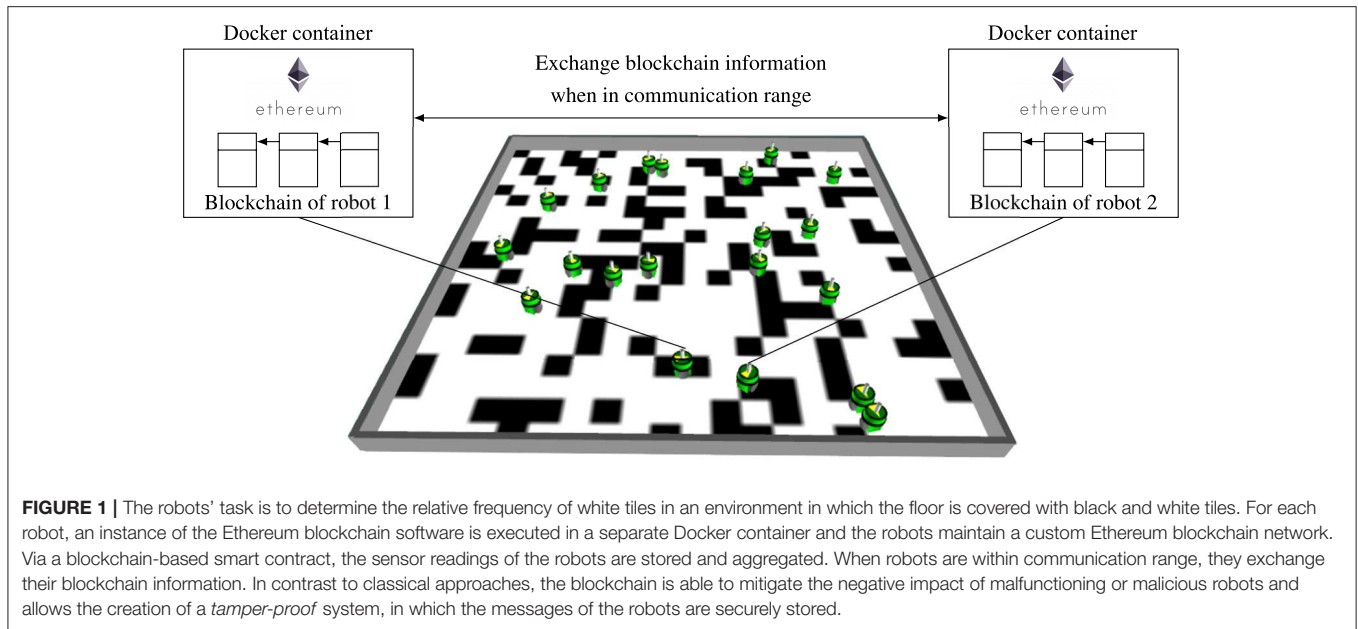 Docker container
Docker container
ethereum
Exchange blockchain information
when in communication range
ethereum
Blockchain of robot 1
Blockchain of robot 2
FIGURE 1 | The robots' task is to determine the relative frequency of white tiles in an environment in which the floor is covered with black and white tiles. For each
robot, an instance of the Ethereum blockchain software is executed in a separate Docker container and the robots maintain a custom Ethereum blockchain network.
Via a blockchain-based smart contract, the sensor readings of the robots are stored and aggregated. When robots are within communication range, they exchange
their blockchain information. In contrast to classical approaches, the blockchain is able to mitigate the negative impact of malfunctioning or malicious robots and
allows the creation of a tamper-proof system, in which the messages of the robots are securely stored.